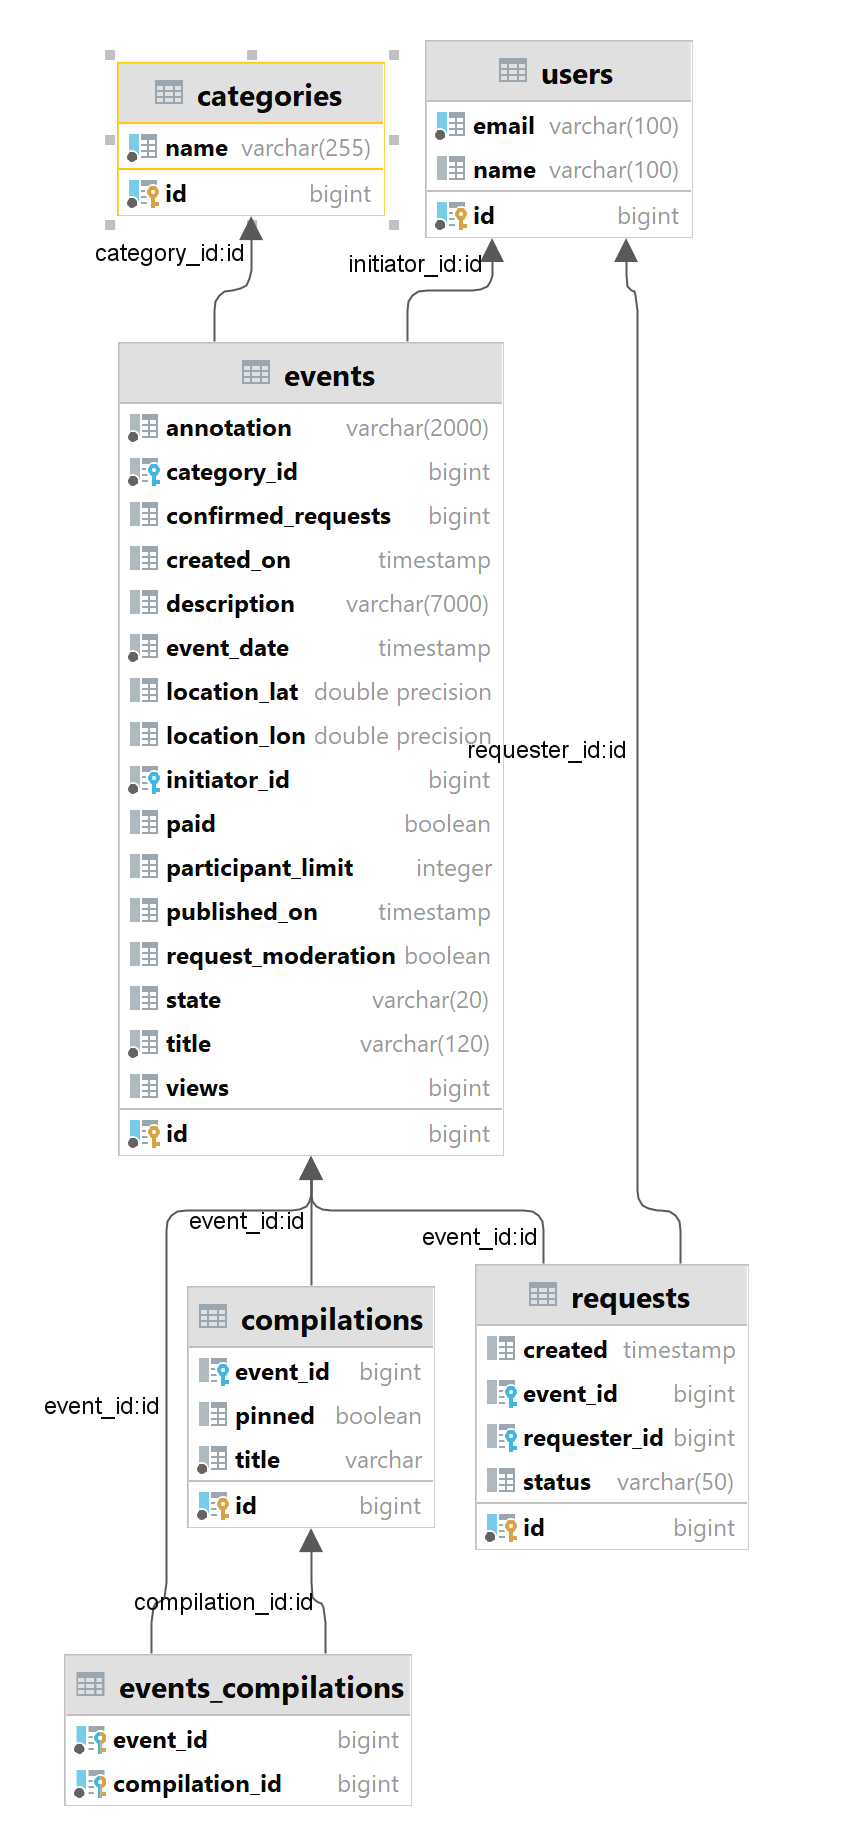 categories
name varchar(255)
id bigint
users
email varchar(100)
name varchar(100)
id bigint
category_id:id
initiator_id:id
events
annotation varchar(2000)
category_id bigint
confirmed_requests bigint
created_on timestamp
description varchar(7000)
event_date timestamp
location_lat double precision
location_lon double precision
initiator_id bigint
paid boolean
participant_limit integer
published_on timestamp
request_moderation boolean
state varchar(20)
title varchar(120)
views bigint
id bigint
requester_id:id
event_id:id
event_id:id
compilations
event_id bigint
pinned boolean
title varchar
id bigint
requests
created timestamp
event_id bigint
requester_id bigint
status varchar(50)
id bigint
event_id:id
compilation_id:id
events_compilations
event_id bigint
compilation_id bigint